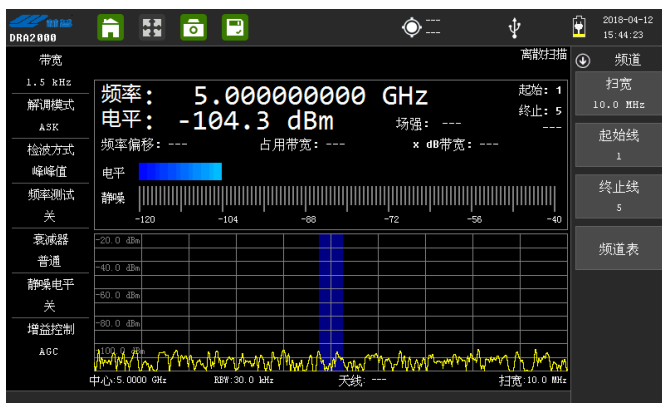 DRA2000
2018-04-12
15:44:23
带宽
1.5 kHz
解调模式
ASK
检波方式
峰峰值
频率测试
关
衰减器
普通
静噪电平
关
增益控制
AGC
离散扫描
频率: 5.000000000 GHz
起始: 1
电平: -104.3 dBm
场强: ---
终止: 5
---
频率偏移: ---
占用带宽: ---
x dB带宽: ---
电平
静噪
-120 -104 -88 -72 -56 -40
-20.0 dBm
-40.0 dBm
-60.0 dBm
-80.0 dBm
-100.0 dBm
中心:5.0000 GHz
RBW:30.0 kHz
天线: ---
扫宽:10.0 MHz
频道
扫宽
10.0 MHz
起始线
1
终止线
5
频道表